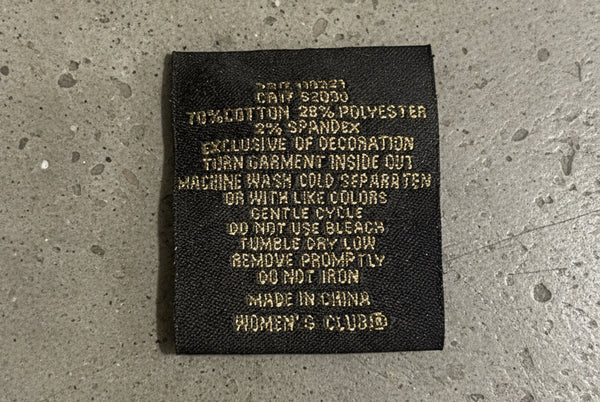 CAT# S2030
70%COTTON 28% POLYESTER
2% SPANDEX
EXCLUSIVE OF DECORATION
TURN GARMENT INSIDE OUT
MACHINE WASH COLD SEPARATEN
OR WITH LIKE COLORS
GENTLE CYCLE
DO NOT USE BLEACH
TUMBLE DRY LOW
REMOVE PROMPTLY
DO NOT IRON
MADE IN CHINA
WOMEN'S CLUB®